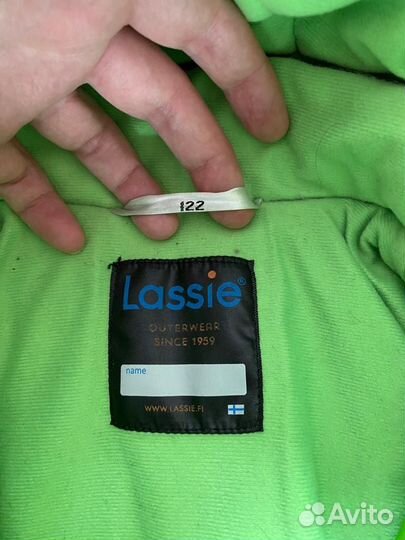 122
Lassie®
OUTERWEAR
SINCE 1959
name
WWW.LASSIE.FI
Avito